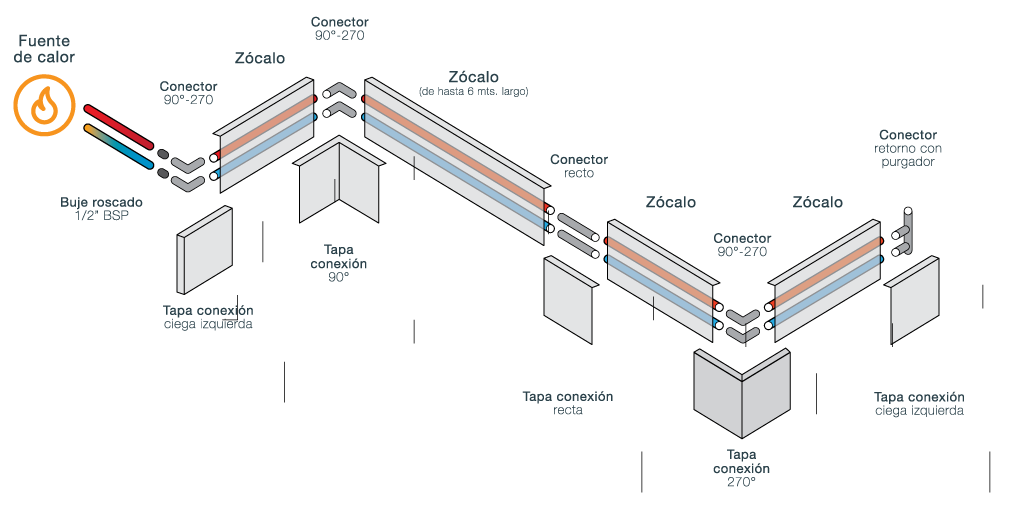 Fuente
de calor
Conector
90°-270
Zócalo
Conector
90°-270
Zócalo
(de hasta 6 mts. largo)
Conector
recto
Zócalo
Conector
90°-270
Zócalo
Conector
retorno con
purgador
Buje roscado
1/2" BSP
Tapa conexión
ciega izquierda
Tapa
conexión
90°
Tapa conexión
recta
Tapa
conexión
270°
Tapa conexión
ciega izquierda